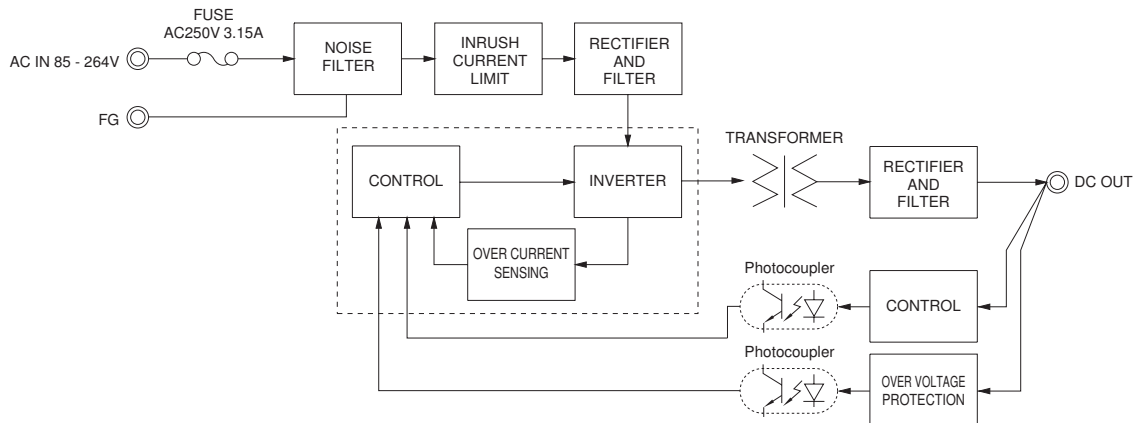 FUSE
AC250V 3.15A
AC IN 85 - 264V
NOISE
FILTER
INRUSH
CURRENT
LIMIT
RECTIFIER
AND
FILTER
FG
TRANSFORMER
CONTROL
INVERTER
RECTIFIER
AND
FILTER
DC OUT
OVER CURRENT
SENSING
Photocoupler
CONTROL
Photocoupler
OVER VOLTAGE
PROTECTION